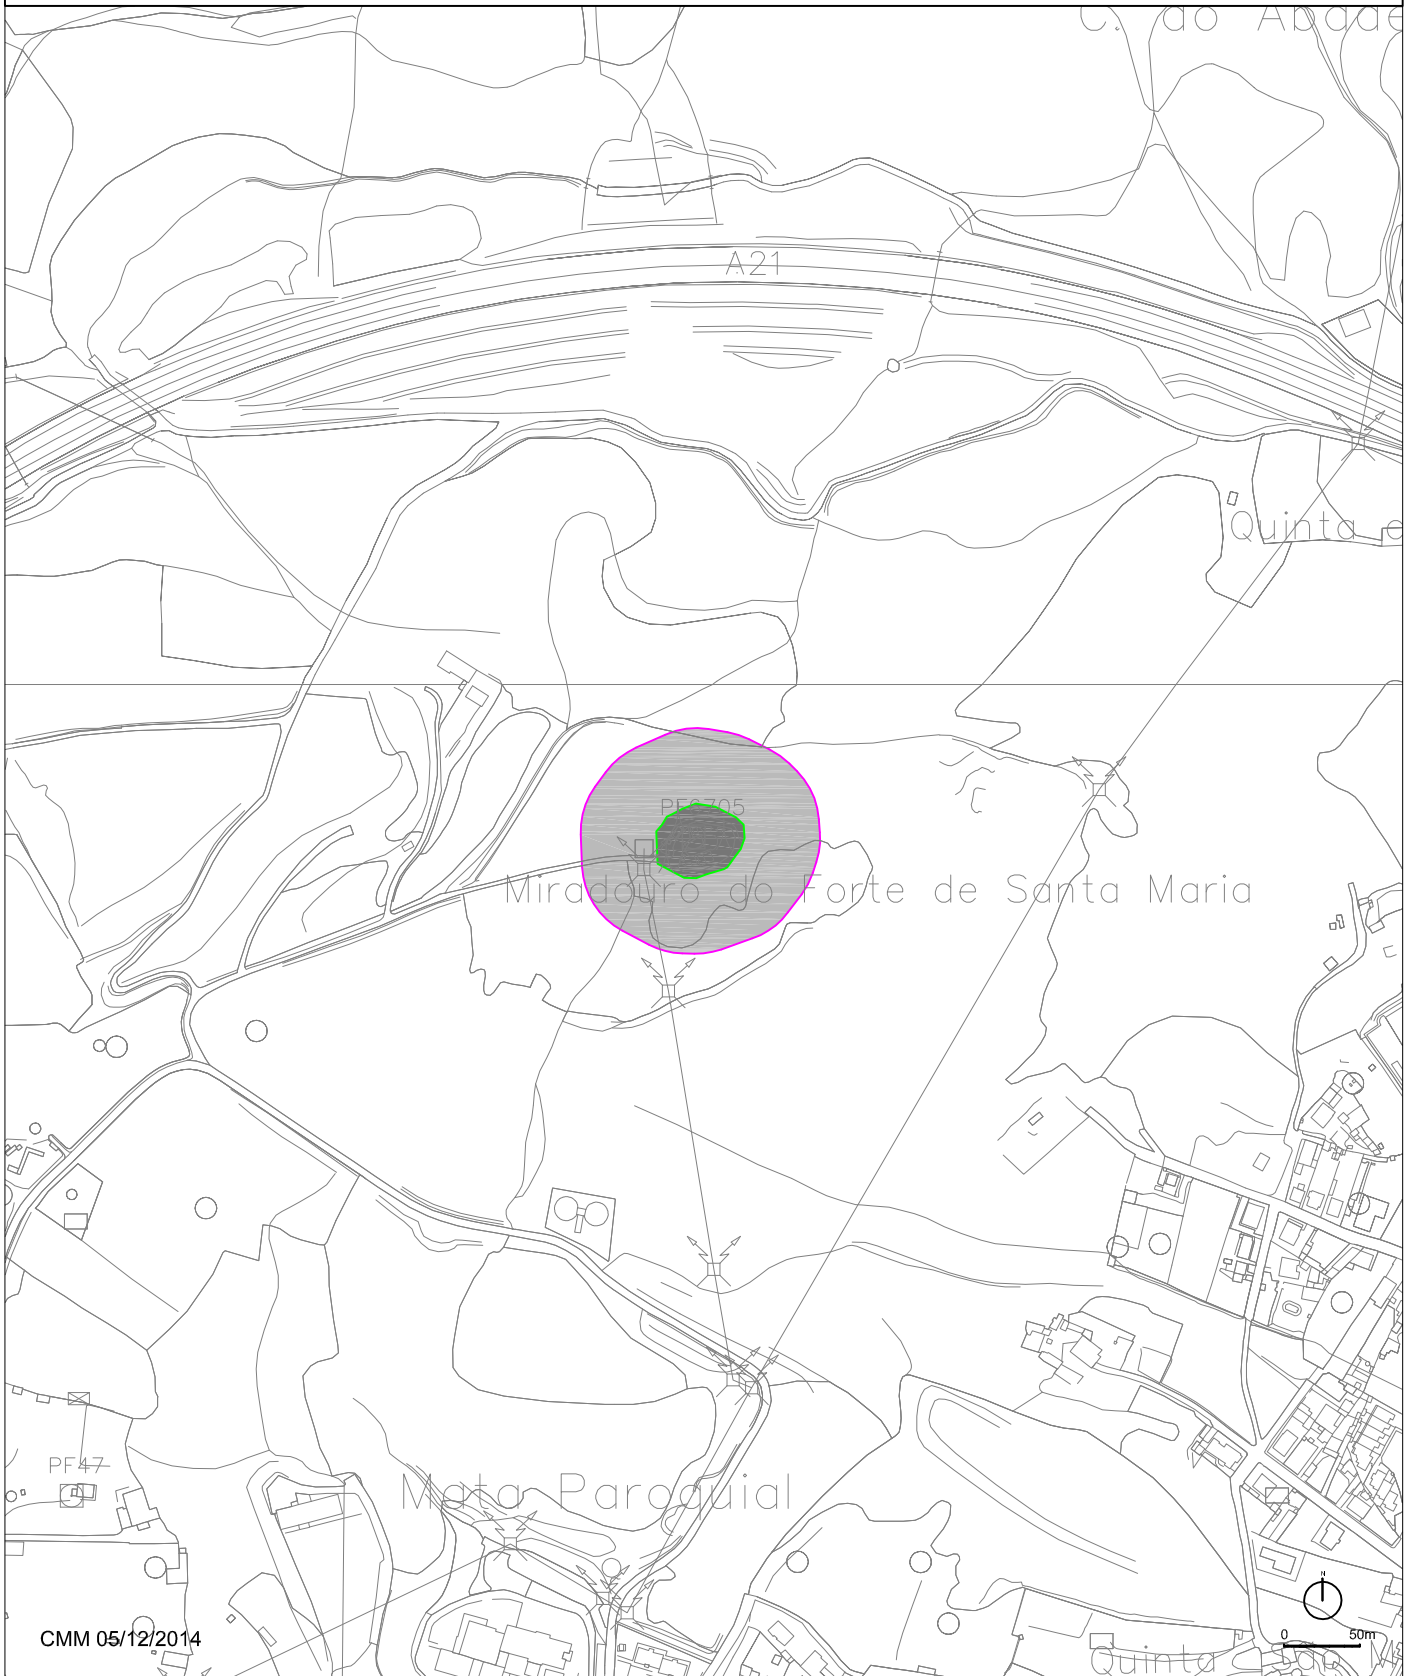 C. do Abade
A21
Quinta
Miradouro do Forte de Santa Maria
PF47
Mata Paroquial
N
CMM 05/12/2014
0 50m
Quinta